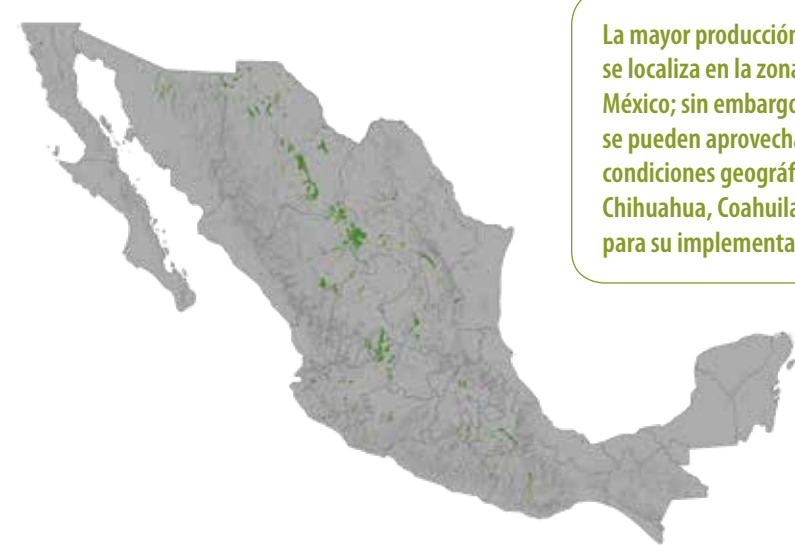 La mayor producción
se localiza en la zona
México; sin embargo
se pueden aprovecha
condiciones geográf
Chihuahua, Coahuila
para su implementa